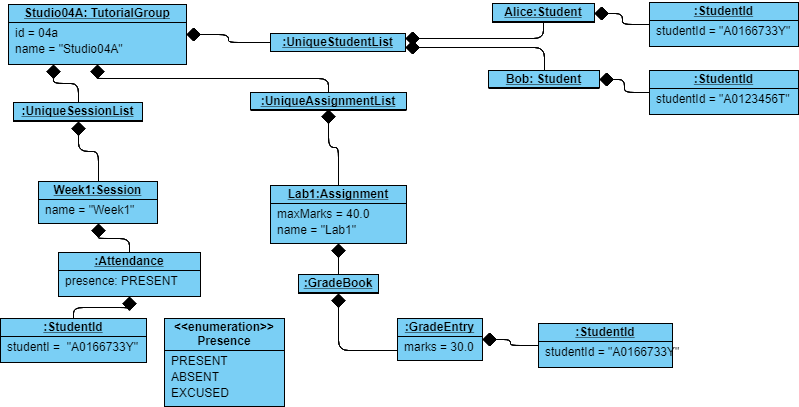 Studio04A: TutorialGroup
id = 04a
name = "Studio04A"
:UniqueStudentList
Alice:Student
:StudentId
studentId = "A0166733Y"
Bob: Student
:StudentId
studentId = "A0123456T"
:UniqueSessionList
:UniqueAssignmentList
Week1:Session
name = "Week1"
Lab1:Assignment
maxMarks = 40.0
name = "Lab1"
:Attendance
presence: PRESENT
:GradeBook
:StudentId
studentI = "A0166733Y"
<<enumeration>>
Presence
PRESENT
ABSENT
EXCUSED
:GradeEntry
marks = 30.0
:StudentId
studentId = "A0166733Y"